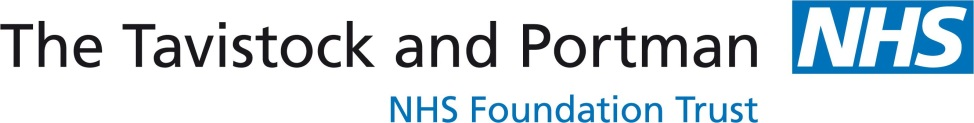 The Tavistock and Portman NHS
NHS Foundation Trust